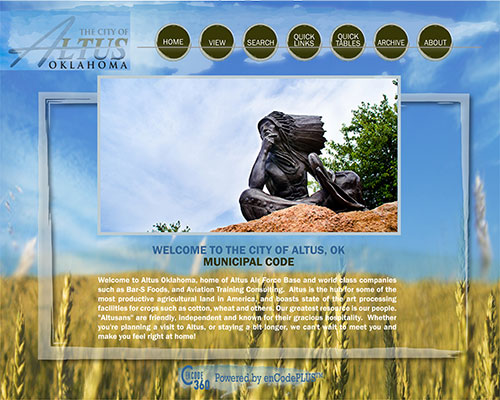 THE CITY OF
ALTUS
OKLAHOMA
HOME
VIEW
SEARCH
QUICK
LINKS
QUICK
TABLES
ARCHIVE
ABOUT
WELCOME TO THE CITY OF ALTUS, OK
MUNICIPAL CODE
Welcome to Altus Oklahoma, home of Altus Air Force Base and world class companies
such as Bar-S Foods, and Aviation Training Consulting. Altus is the hub for some of the
most productive agricultural land in America, and boasts state of the art processing
facilities for crops such as cotton, wheat and others. Our greatest resource is our people.
"Altusans" are friendly, independent and known for their gracious hospitality. Whether
you're planning a visit to Altus, or staying a bit longer, we can't wait to meet you and
make you feel right at home!
ENCODE
360
Powered by enCodePLUS™